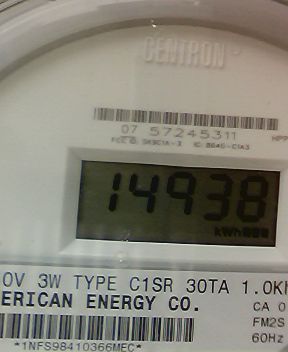 CENTRON
07 57245311
14938
kWh
0V 3W TYPE C1SR 30TA 1.0Kh
ERICAN ENERGY CO.
CA 0
FM2S
60Hz
*1NFS98410366MEC*